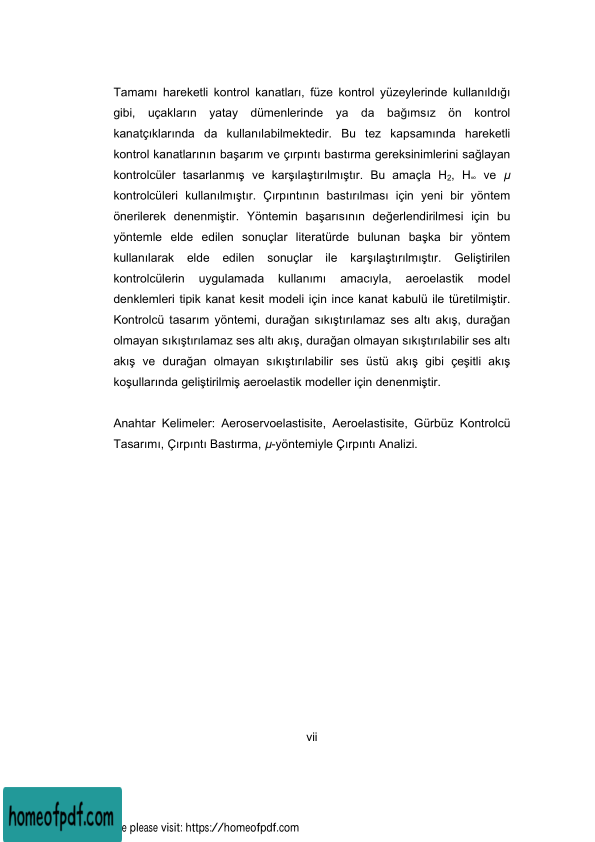 Tamamı hareketli kontrol kanatları, füze kontrol yüzeylerinde kullanıldığı
gibi, uçakların yatay dümenlerinde ya da bağımsız ön kontrol
kanatçıklarında da kullanılabilmektedir. Bu tez kapsamında hareketli
kontrol kanatlarının başarım ve çırpıntı bastırma gereksinimlerini sağlayan
kontrolcüler tasarlanmış ve karşılaştırılmıştır. Bu amaçla H₂, H∞ ve µ
kontrolcüleri kullanılmıştır. Çırpıntının bastırılması için yeni bir yöntem
önerilerek denenmiştir. Yöntemin başarısının değerlendirilmesi için bu
yöntemle elde edilen sonuçlar literatürde bulunan başka bir yöntem
kullanılarak elde edilen sonuçlar ile karşılaştırılmıştır. Geliştirilen
kontrolcülerin uygulamada kullanımı amacıyla, aeroelastik model
denklemleri tipik kanat kesit modeli için ince kanat kabulü ile türetilmiştir.
Kontrolcü tasarım yöntemi, durağan sıkıştırılamaz ses altı akış, durağan
olmayan sıkıştırılamaz ses altı akış, durağan olmayan sıkıştırılabilir ses altı
akış ve durağan olmayan sıkıştırılabilir ses üstü akış gibi çeşitli akış
koşullarında geliştirilmiş aeroelastik modeller için denenmiştir.
Anahtar Kelimeler: Aeroservoelastisite, Aeroelastisite, Gürbüz Kontrolcü
Tasarımı, Çırpıntı Bastırma, µ-yöntemiyle Çırpıntı Analizi.
vii
homeofpdf.com
e please visit: https://homeofpdf.com